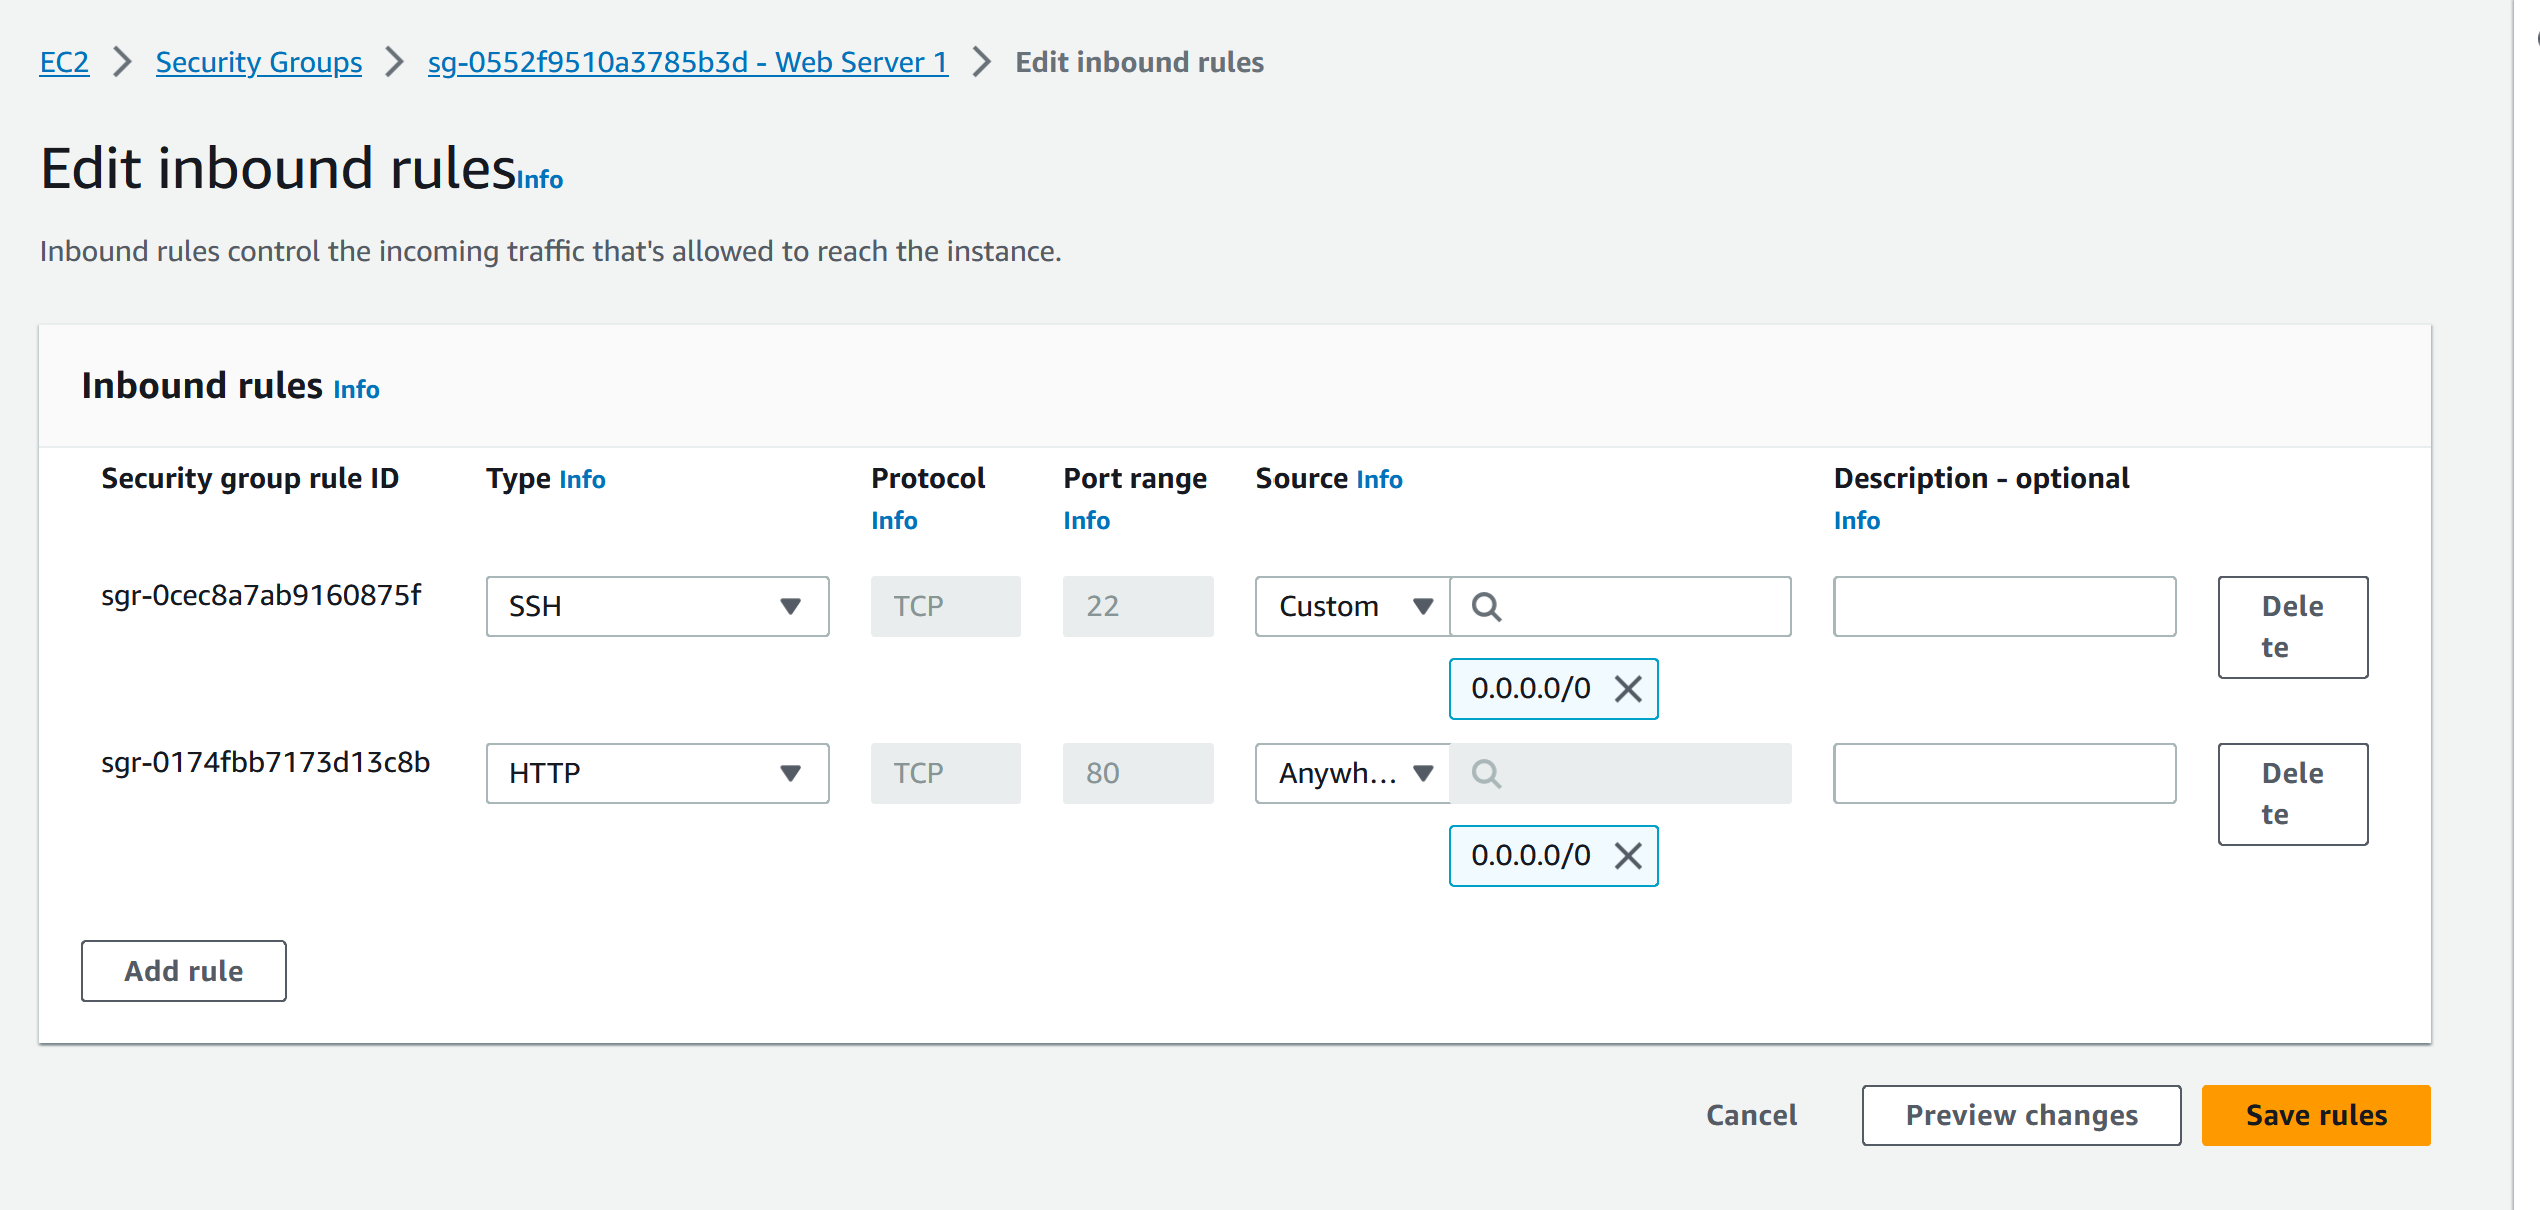 EC2 > Security Groups > sg-0552f9510a3785b3d - Web Server 1 > Edit inbound rules
Edit inbound rules Info
Inbound rules control the incoming traffic that's allowed to reach the instance.
Inbound rules Info
Security group rule ID Type Info Protocol Info Port range Info Source Info Description - optional Info
sgr-0cec8a7ab9160875f SSH TCP 22 Custom Delete
0.0.0.0/0
sgr-0174fbb7173d13c8b HTTP TCP 80 Anywh... Delete
0.0.0.0/0
Add rule
Cancel Preview changes Save rules